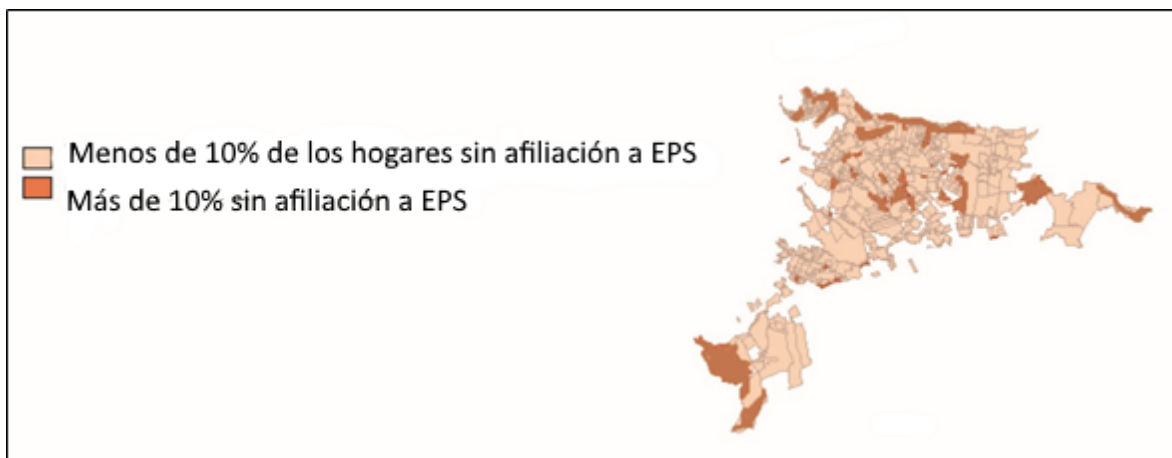 Menos de 10% de los hogares sin afiliación a EPS
Más de 10% sin afiliación a EPS